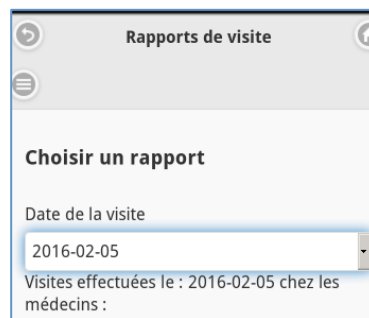 Rapports de visite
Choisir un rapport
Date de la visite
2016-02-05
Visites effectuées le : 2016-02-05 chez les
médecins :